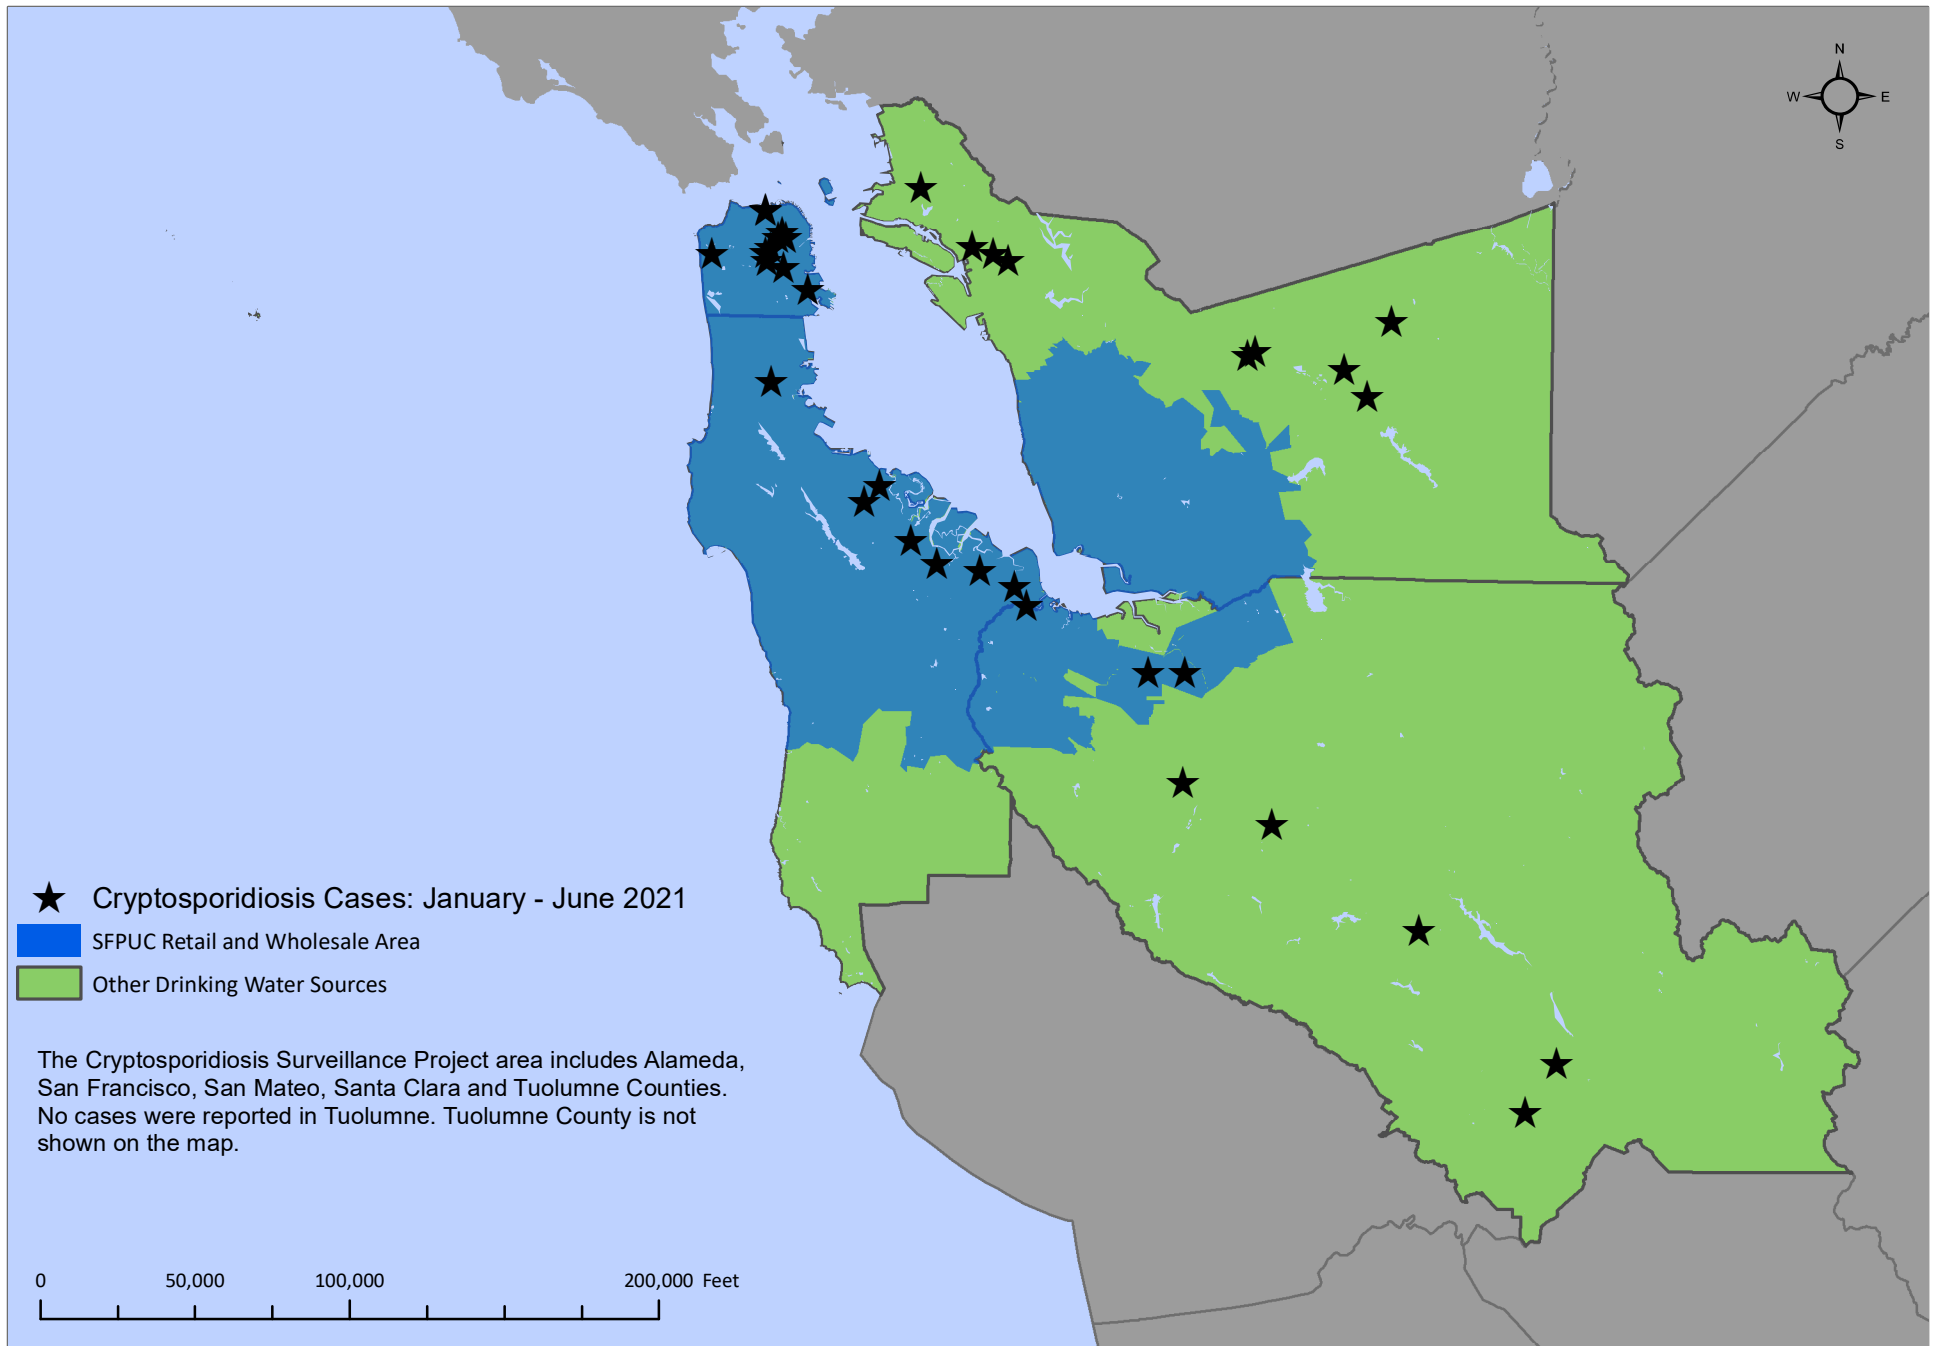 N
W E
S
Cryptosporidiosis Cases: January - June 2021
SFPUC Retail and Wholesale Area
Other Drinking Water Sources
The Cryptosporidiosis Surveillance Project area includes Alameda,
San Francisco, San Mateo, Santa Clara and Tuolumne Counties.
No cases were reported in Tuolumne. Tuolumne County is not
shown on the map.
0 50,000 100,000 200,000 Feet